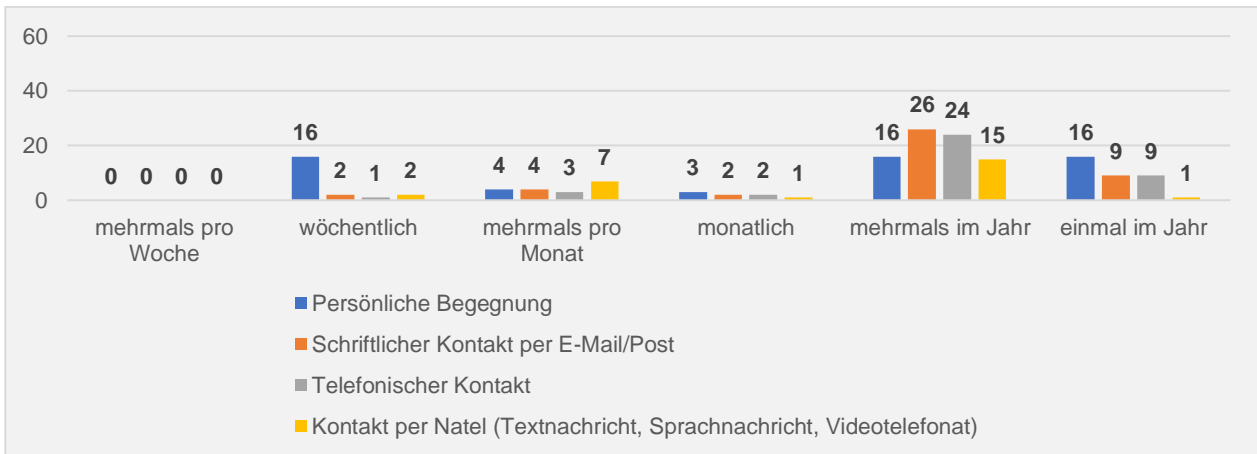 60
40
20
0
0 0 0 0
16 2 1 2
4 4 3 7
3 2 2 1
16 26 24 15
16 9 9 1
mehrmals pro
Woche
wöchentlich
mehrmals pro
Monat
monatlich
mehrmals im Jahr
einmal im Jahr
Persönliche Begegnung
Schriftlicher Kontakt per E-Mail/Post
Telefonischer Kontakt
Kontakt per Natel (Textnachricht, Sprachnachricht, Videotelefonat)